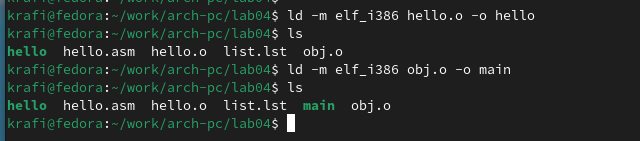 krafi@fedora:~/work/arch-pc/lab04$ ld -m elf_i386 hello.o -o hello
krafi@fedora:~/work/arch-pc/lab04$ ls
hello  hello.asm  hello.o  list.lst  obj.o
krafi@fedora:~/work/arch-pc/lab04$ ld -m elf_i386 obj.o -o main
krafi@fedora:~/work/arch-pc/lab04$ ls
hello  hello.asm  hello.o  list.lst  main  obj.o
krafi@fedora:~/work/arch-pc/lab04$